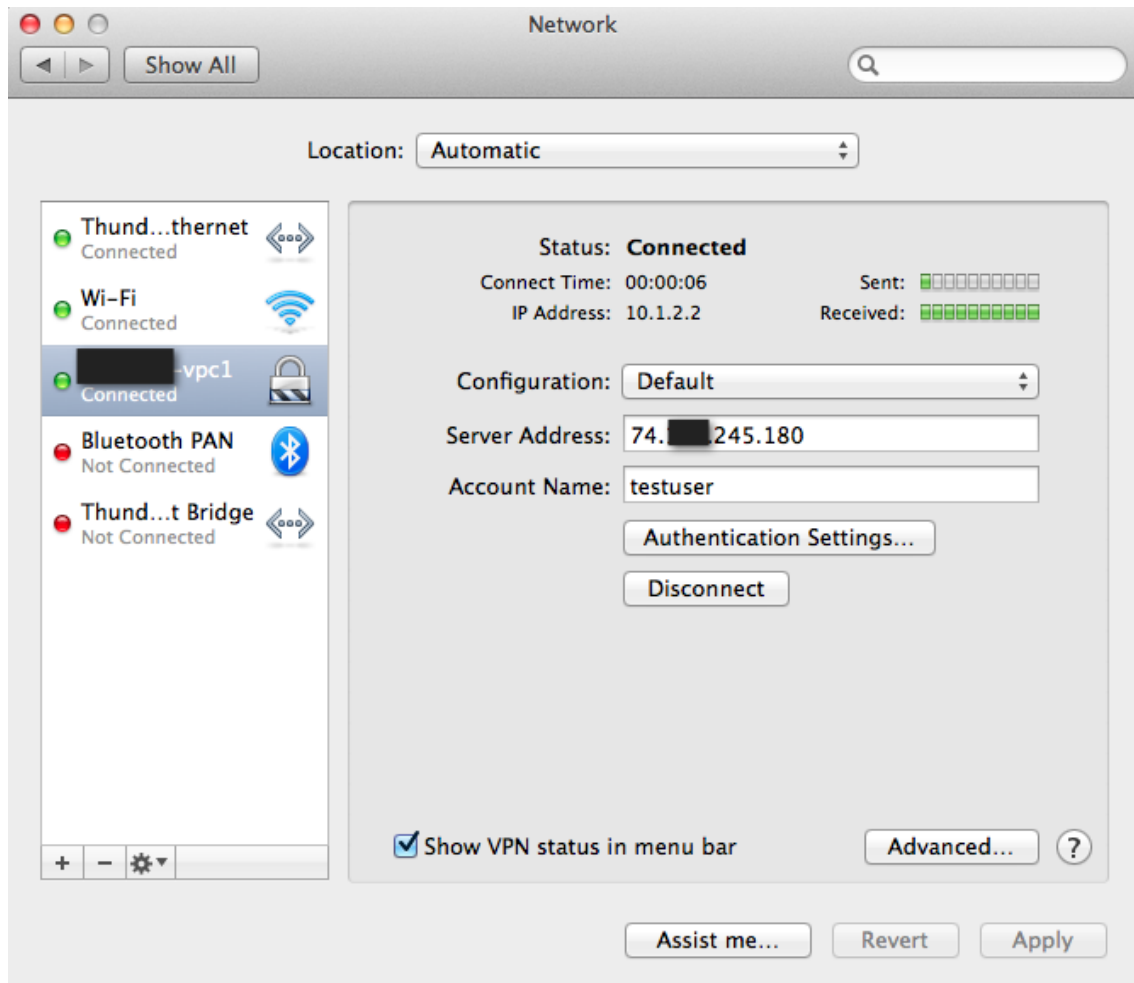 Network
Show All
Location: Automatic
Thund...thernet
Connected
Wi-Fi
Connected
-vpc1
Connected
Bluetooth PAN
Not Connected
Thund...t Bridge
Not Connected
Status: Connected
Connect Time: 00:00:06 Sent:
IP Address: 10.1.2.2 Received:
Configuration: Default
Server Address: 74. .245.180
Account Name: testuser
Authentication Settings...
Disconnect
Show VPN status in menu bar
Advanced... ?
+ −
Assist me... Revert Apply